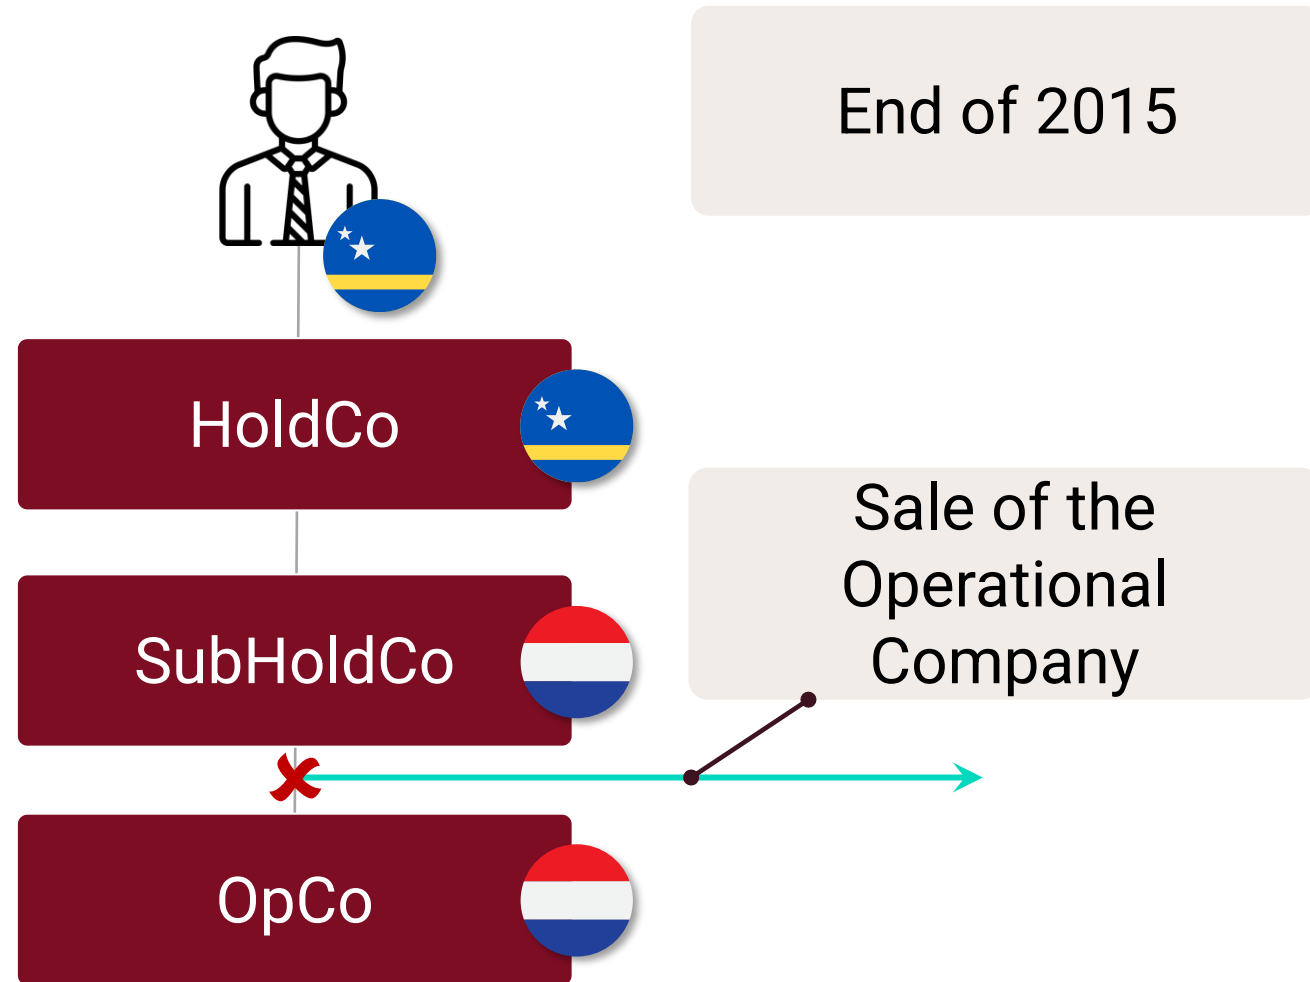 End of 2015
HoldCo
Sale of the
Operational
Company
SubHoldCo
OpCo